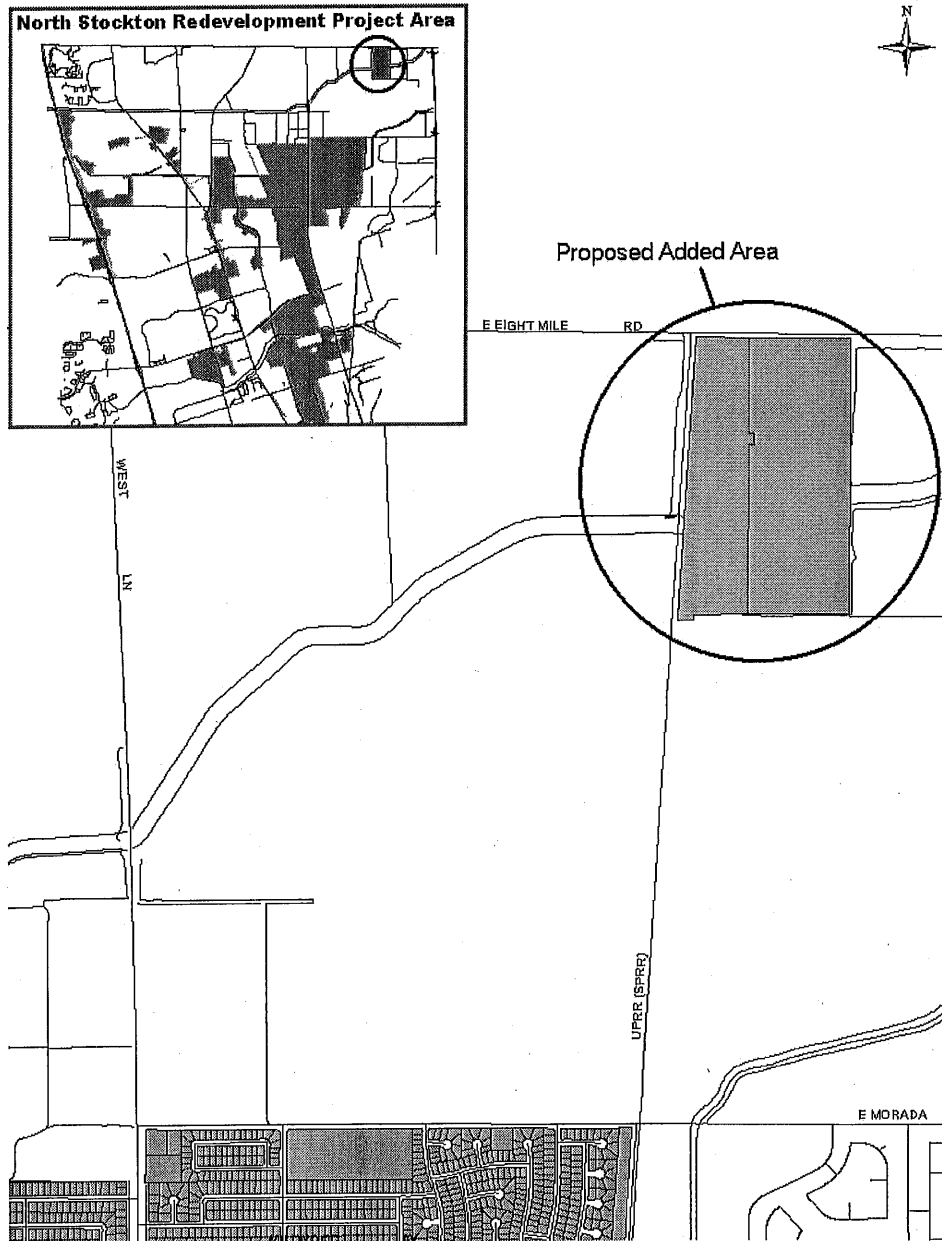 North Stockton Redevelopment Project Area
N
Proposed Added Area
E EIGHT MILE RD
WEST LN
UPRR (SPRR)
E MORADA